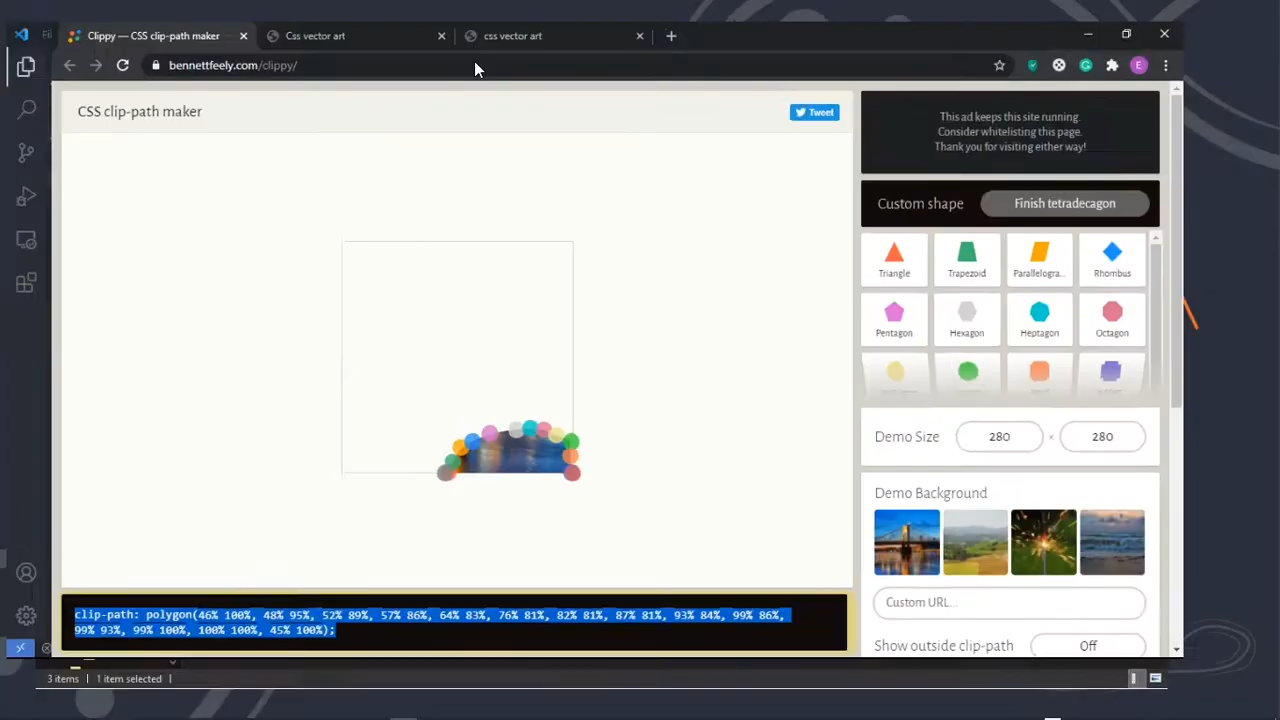 Fi
Clippy — CSS clip-path maker
Css vector art
css vector art
bennettfeely.com/clippy/
E
CSS clip-path maker
Tweet
This ad keeps this site running.
Consider whitelisting this page.
Thank you for visiting either way!
Custom shape
Finish tetradecagon
Triangle
Trapezoid
Parallelogra...
Rhombus
Pentagon
Hexagon
Heptagon
Octagon
Demo Size
280
×
280
Demo Background
Custom URL...
Show outside clip-path
Off
clip-path: polygon(46% 100%, 48% 95%, 52% 89%, 57% 86%, 64% 83%, 76% 81%, 82% 81%, 87% 81%, 93% 84%, 99% 86%,
99% 93%, 99% 100%, 100% 100%, 45% 100%);
3 items
1 item selected